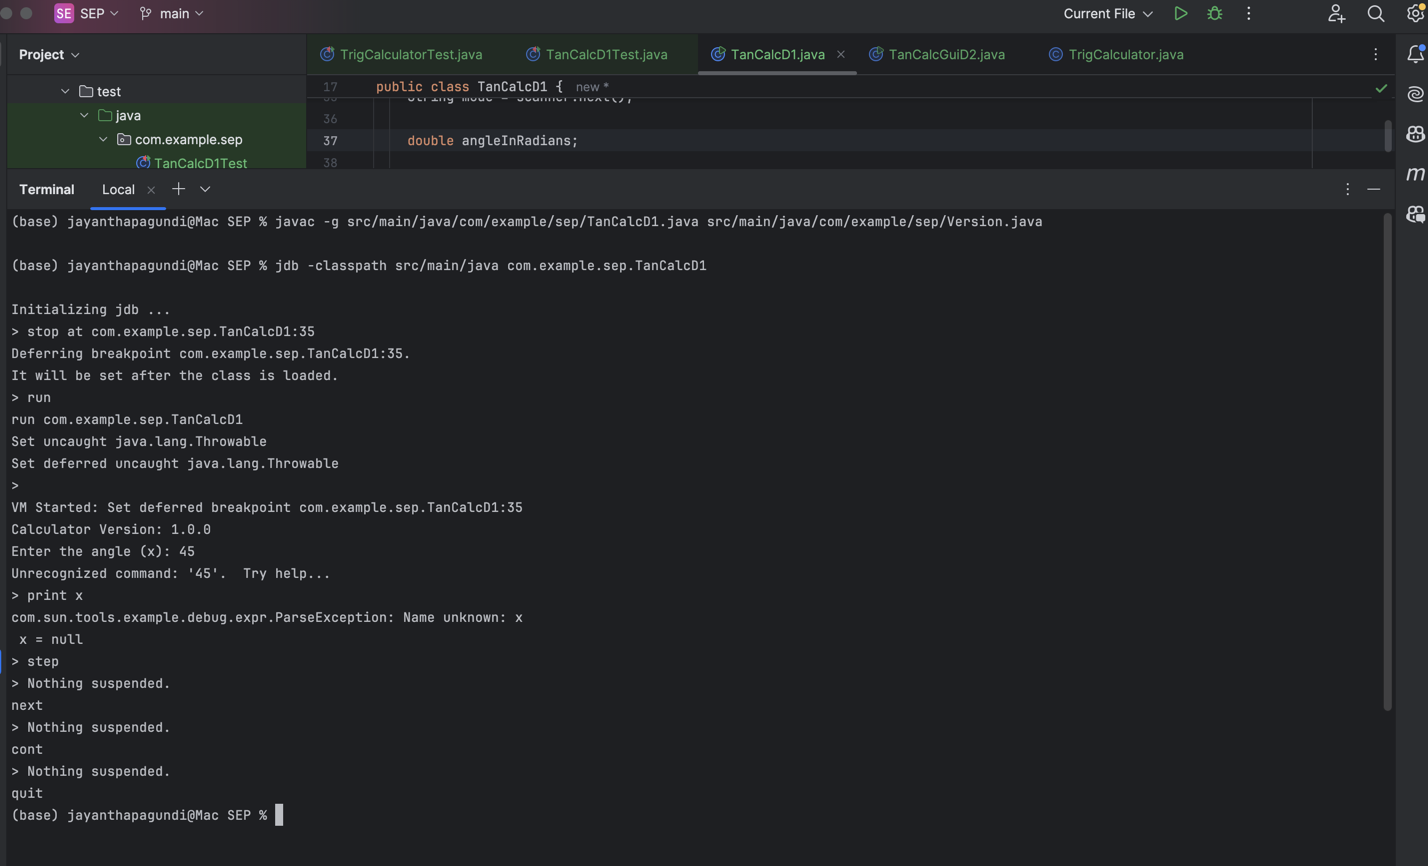 SE SEP main Current File
Project TrigCalculatorTest.java TanCalcD1Test.java TanCalcD1.java TanCalcGuiD2.java TrigCalculator.java
17 public class TanCalcD1 { new *
test
String mode = scanner.next();
java
36
com.example.sep
37 double angleInRadians;
TanCalcD1Test
38
Terminal Local
(base) jayanthapagundi@Mac SEP % javac -g src/main/java/com/example/sep/TanCalcD1.java src/main/java/com/example/sep/Version.java
(base) jayanthapagundi@Mac SEP % jdb -classpath src/main/java com.example.sep.TanCalcD1
Initializing jdb ...
> stop at com.example.sep.TanCalcD1:35
Deferring breakpoint com.example.sep.TanCalcD1:35.
It will be set after the class is loaded.
> run
run com.example.sep.TanCalcD1
Set uncaught java.lang.Throwable
Set deferred uncaught java.lang.Throwable
>
VM Started: Set deferred breakpoint com.example.sep.TanCalcD1:35
Calculator Version: 1.0.0
Enter the angle (x): 45
Unrecognized command: '45'.  Try help...
> print x
com.sun.tools.example.debug.expr.ParseException: Name unknown: x
 x = null
> step
> Nothing suspended.
next
> Nothing suspended.
cont
> Nothing suspended.
quit
(base) jayanthapagundi@Mac SEP %
m